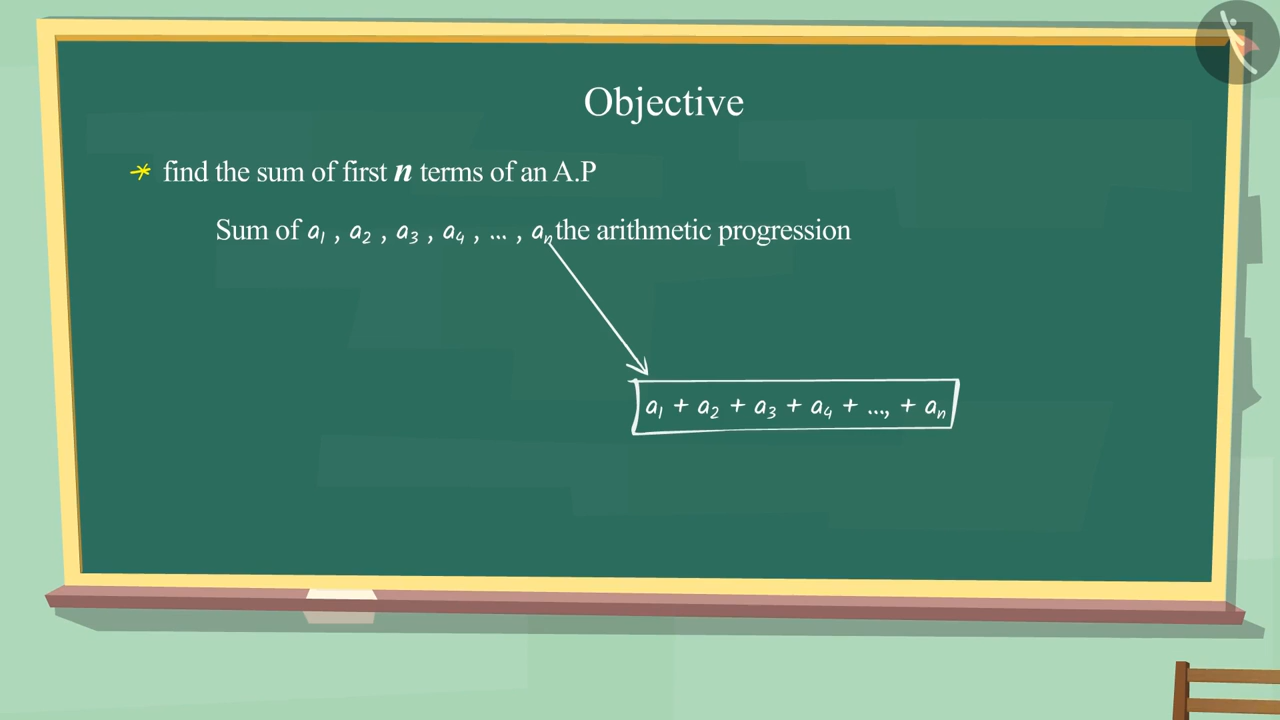 Objective
* find the sum of first n terms of an A.P
Sum of a₁ , a₂ , a₃ , a₄ , ... , aₙ the arithmetic progression
a₁ + a₂ + a₃ + a₄ + ..., + aₙ